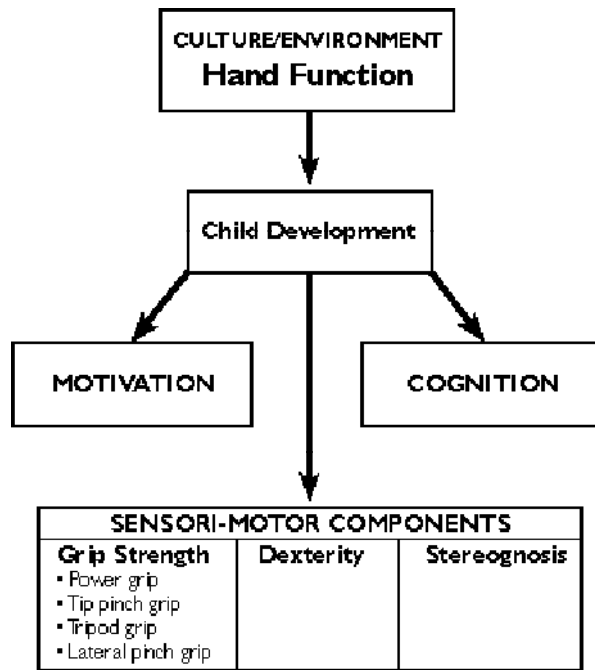 CULTURE/ENVIRONMENT
Hand Function
Child Development
MOTIVATION
COGNITION
SENSORI-MOTOR COMPONENTS
Grip Strength
▪ Power grip
▪ Tip pinch grip
▪ Tripod grip
▪ Lateral pinch grip
Dexterity
Stereognosis